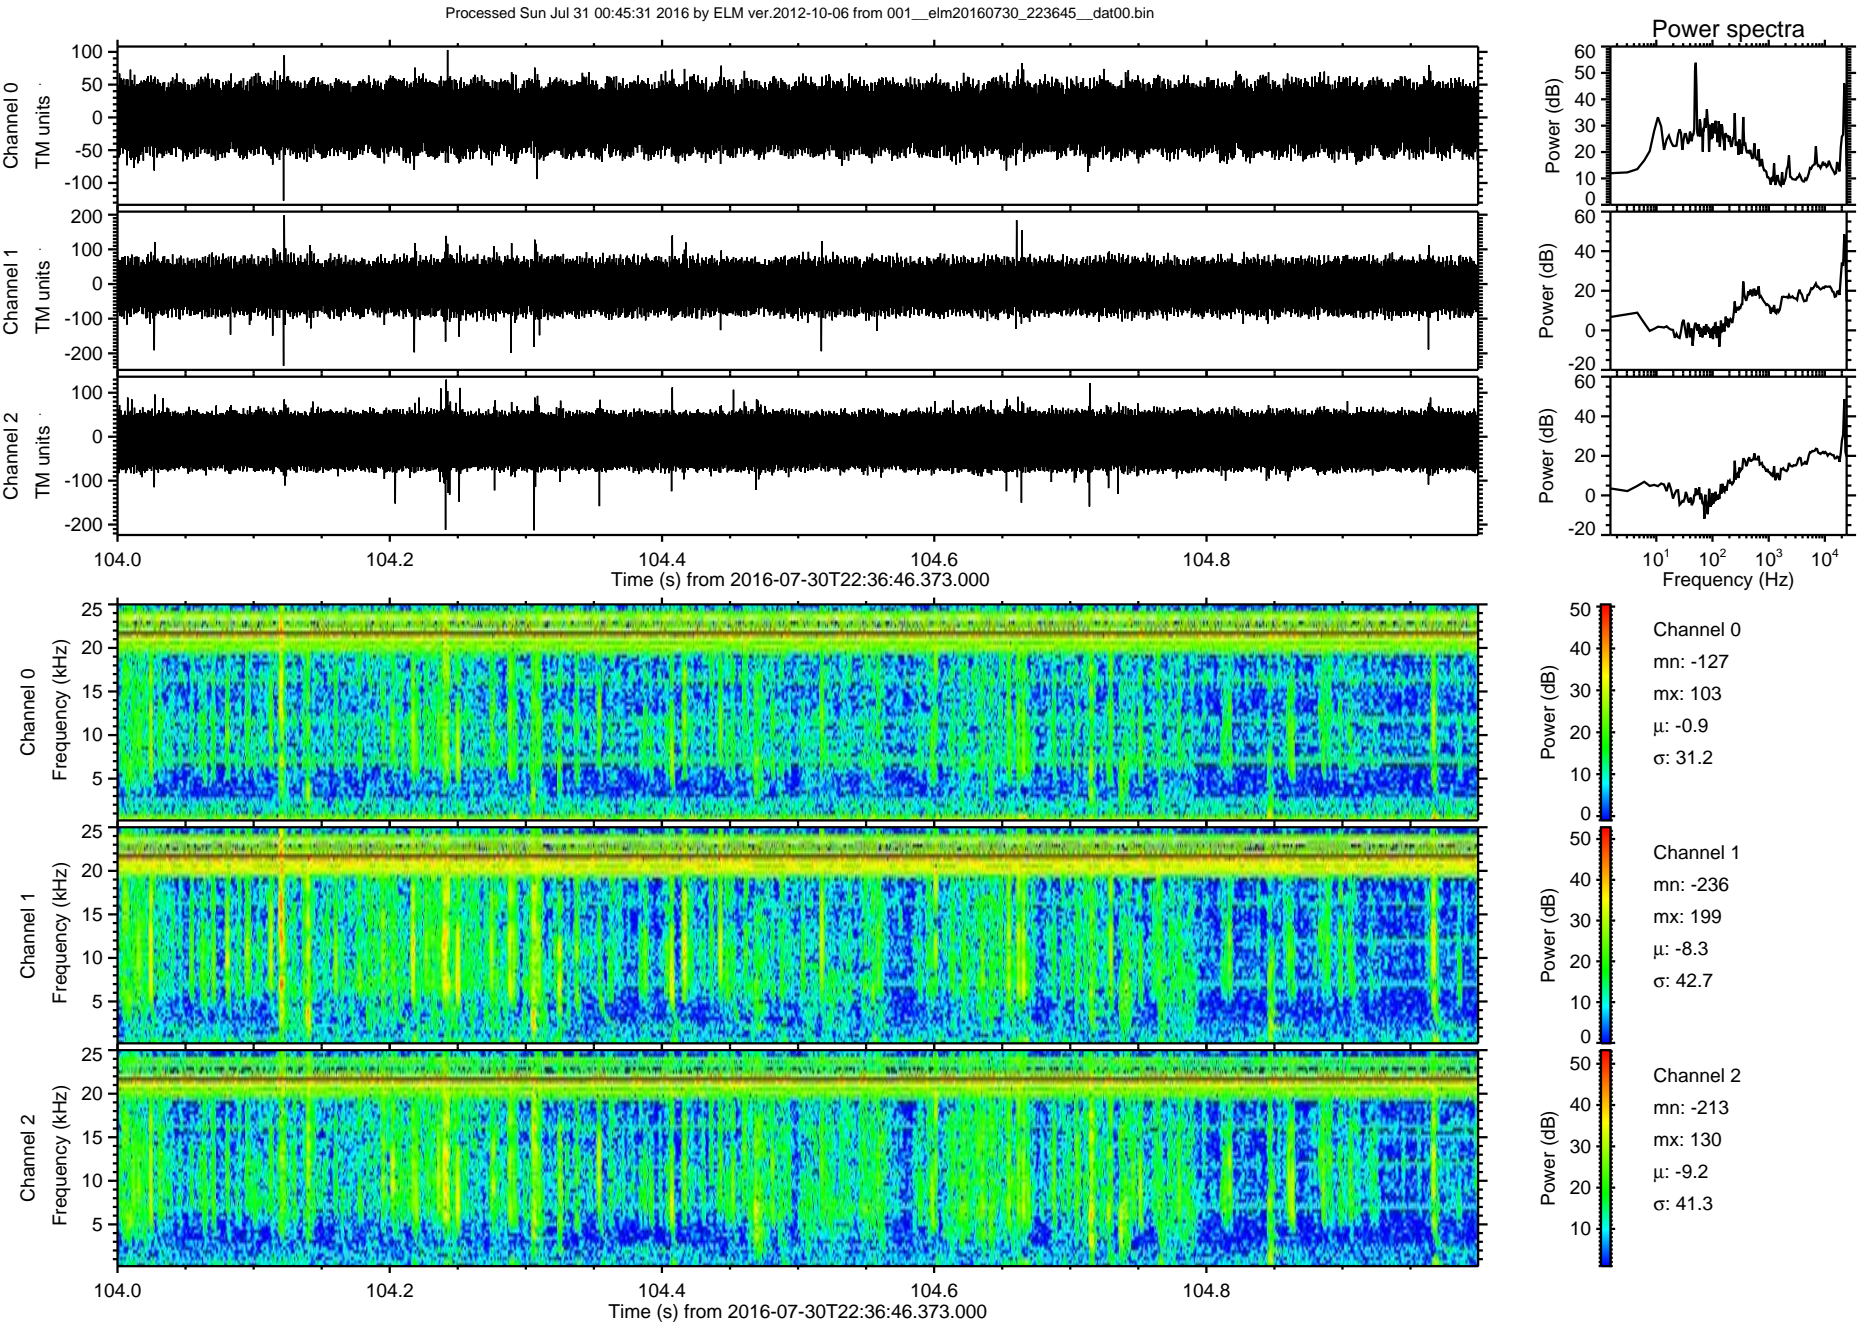 Processed Sun Jul 31 00:45:31 2016 by ELM ver.2012-10-06 from 001__elm20160730_223645__dat00.bin
Power spectra
Channel 0
TM units
100
50
0
-50
-100
Power (dB)
60
50
40
30
20
10
0
Channel 1
TM units
200
100
0
-100
-200
Power (dB)
60
40
20
0
-20
Channel 2
TM units
100
0
-100
-200
Power (dB)
60
40
20
0
-20
104.0 104.2 104.4 104.6 104.8
Time (s) from 2016-07-30T22:36:46.373.000
10¹ 10² 10³ 10⁴
Frequency (Hz)
Channel 0
Frequency (kHz)
25
20
15
10
5
Power (dB)
50
40
30
20
10
0
Channel 0
mn: -127
mx: 103
μ: -0.9
σ: 31.2
Channel 1
Frequency (kHz)
25
20
15
10
5
Power (dB)
50
40
30
20
10
0
Channel 1
mn: -236
mx: 199
μ: -8.3
σ: 42.7
Channel 2
Frequency (kHz)
25
20
15
10
5
Power (dB)
50
40
30
20
10
Channel 2
mn: -213
mx: 130
μ: -9.2
σ: 41.3
104.0 104.2 104.4 104.6 104.8
Time (s) from 2016-07-30T22:36:46.373.000